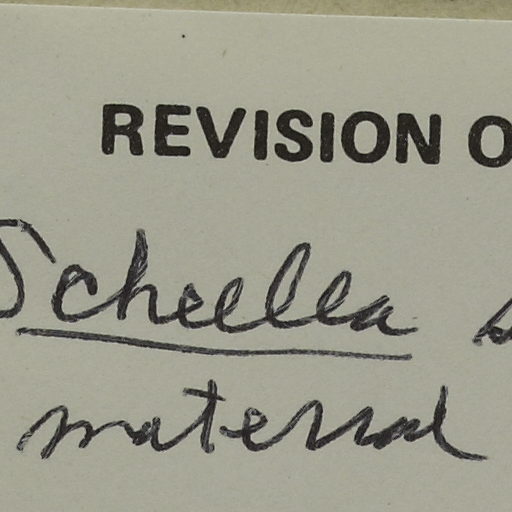 REVISION O
Scheelea
material